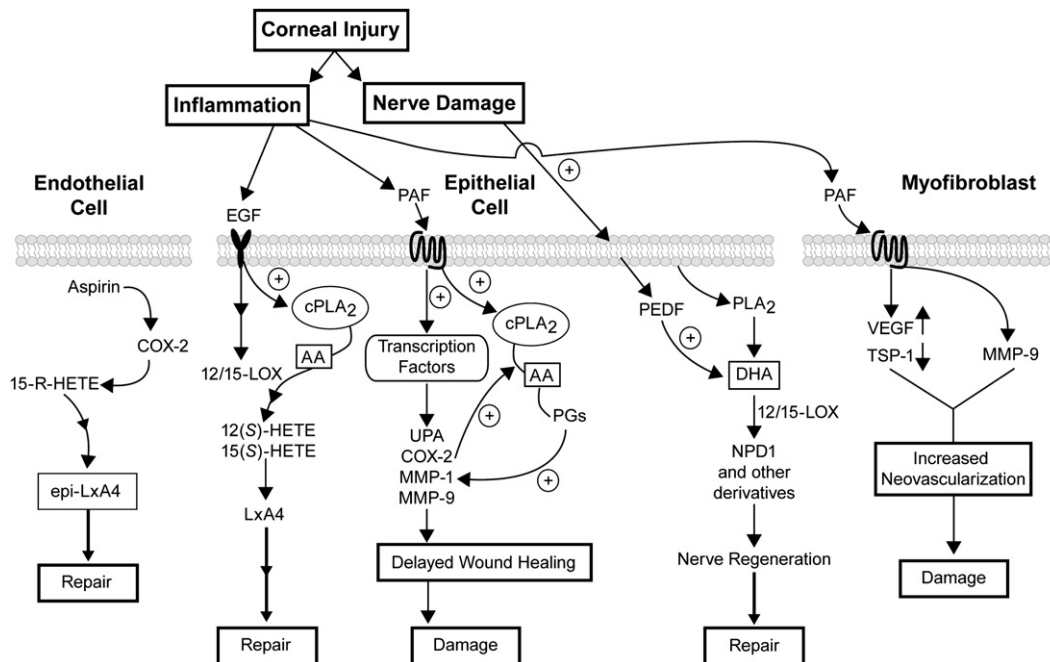 Corneal Injury
Inflammation
Nerve Damage
Endothelial
Cell
EGF
PAF
Epithelial
Cell
+
PAF
Myofibroblast
Aspirin
COX-2
15-R-HETE
epi-LxA4
Repair
+
cPLA2
AA
12/15-LOX
12(S)-HETE
15(S)-HETE
LxA4
Repair
+
+
cPLA2
Transcription
Factors
AA
PGs
+
+
UPA
COX-2
MMP-1
MMP-9
Delayed Wound Healing
Damage
PEDF
+
PLA2
DHA
12/15-LOX
NPD1
and other
derivatives
Nerve Regeneration
Repair
VEGF
TSP-1
MMP-9
Increased
Neovascularization
Damage